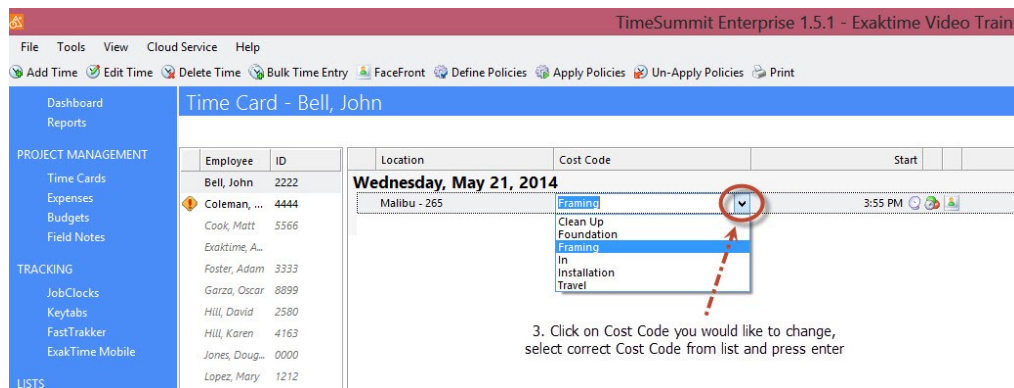 TimeSummit Enterprise 1.5.1 - Exaktime Video Train
File Tools View Cloud Service Help
Add Time Edit Time Delete Time Bulk Time Entry FaceFront Define Policies Apply Policies Un-Apply Policies Print
Dashboard
Reports
PROJECT MANAGEMENT
Time Cards
Expenses
Budgets
Field Notes
TRACKING
JobClocks
Keytabs
FastTrakker
ExakTime Mobile
LISTS
Time Card - Bell, John
Employee ID
Bell, John 2222
Coleman, ... 4444
Cook, Matt 5566
Exaktime, A...
Foster, Adam 3333
Garza, Oscar 8899
Hill, David 2580
Hill, Karen 4163
Jones, Doug... 0000
Lopez, Mary 1212
Location Cost Code Start
Wednesday, May 21, 2014
Malibu - 265 Framing 3:55 PM
Clean Up
Foundation
Framing
In
Installation
Travel
3. Click on Cost Code you would like to change,
select correct Cost Code from list and press enter